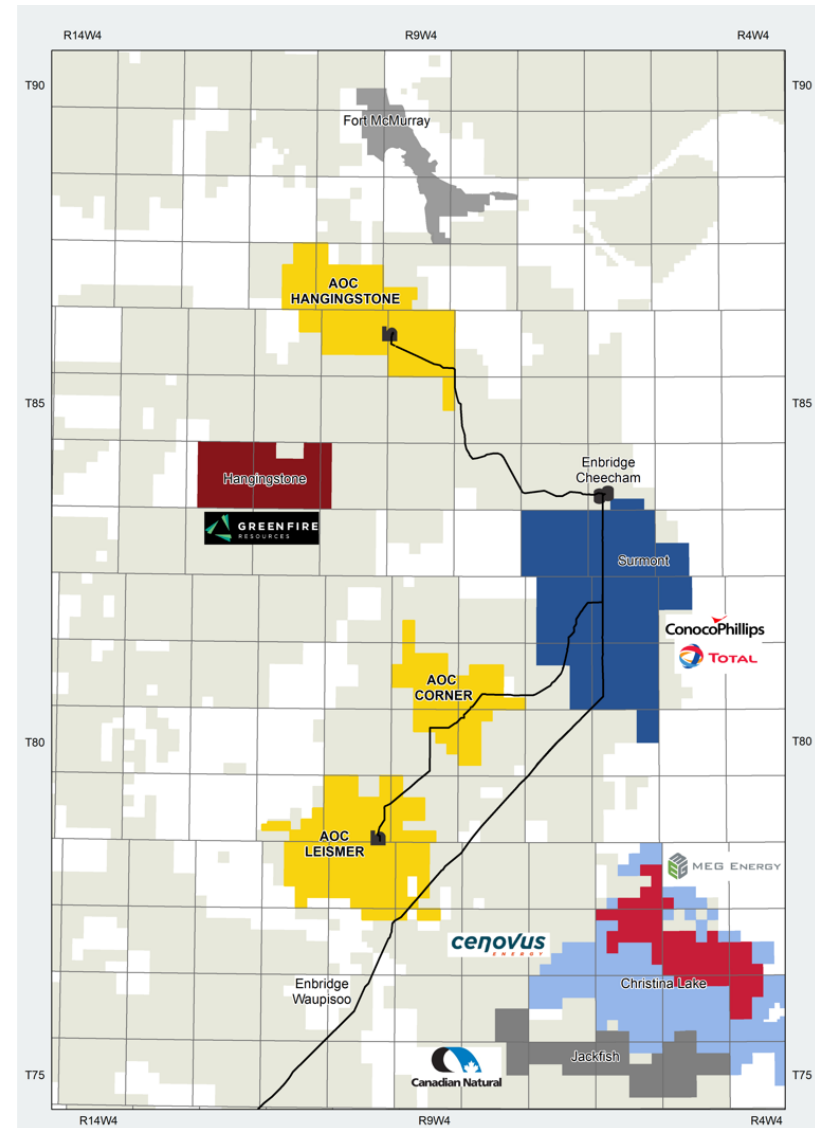 R14W4 R9W4 R4W4
T90 T90
Fort McMurray
AOC
HANGINGSTONE
T85 T85
Enbridge
Cheecham
Hangingstone
GREENFIRE
RESOURCES
Surmont
ConocoPhillips
TOTAL
AOC
CORNER
T80 T80
AOC
LEISMER
MEG ENERGY
cenovus
ENERGY
Enbridge
Waupisoo
Christina Lake
Jackfish
Canadian Natural
T75 T75
R14W4 R9W4 R4W4